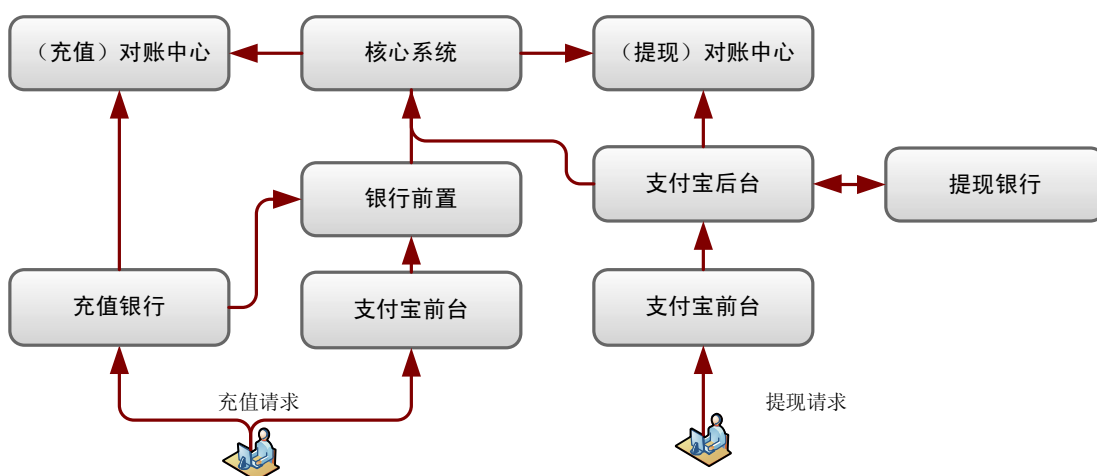 （充值）对账中心
核心系统
（提现）对账中心
银行前置
支付宝后台
提现银行
充值银行
支付宝前台
支付宝前台
充值请求
提现请求